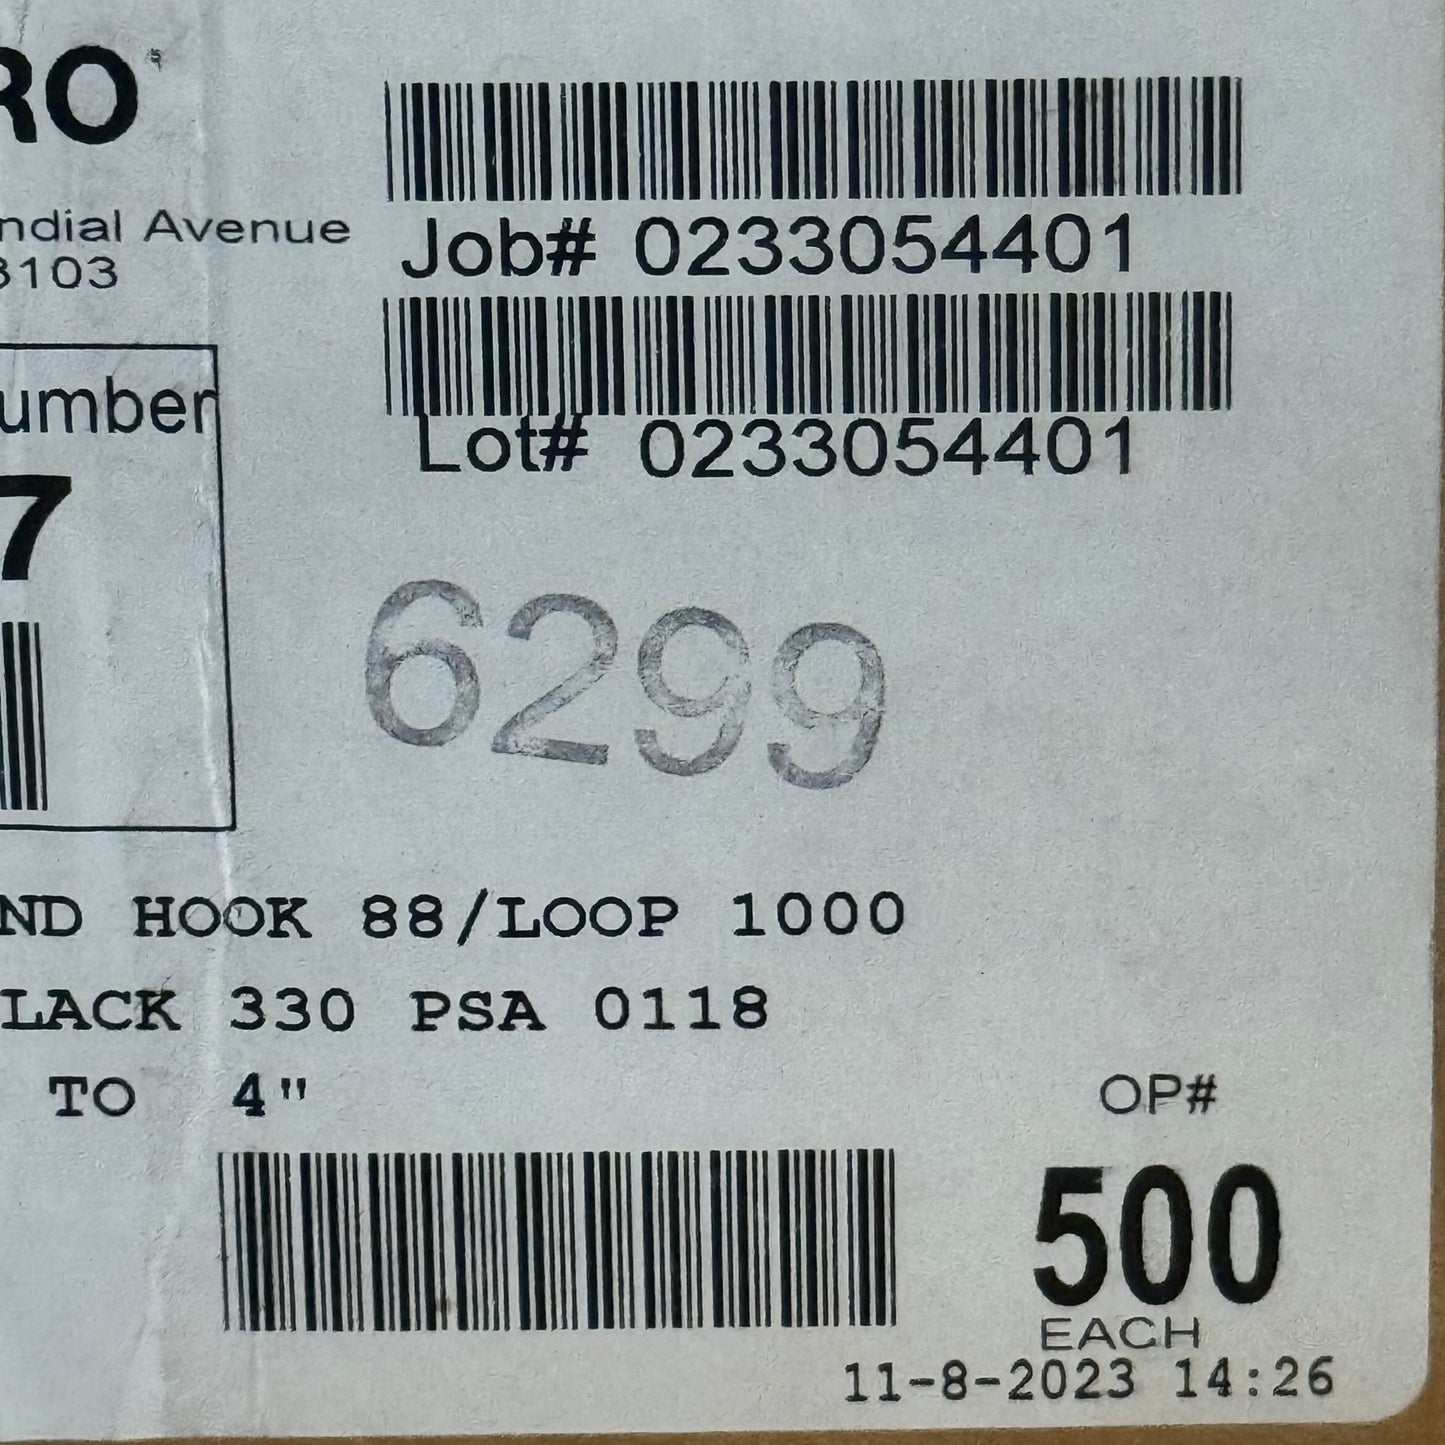 RO
ndial Avenue
3103
Job# 0233054401
Lot# 0233054401
umber
7
6299
ND HOOK 88/LOOP 1000
LACK 330 PSA 0118
TO 4"
OP#
500
EACH
11-8-2023 14:26